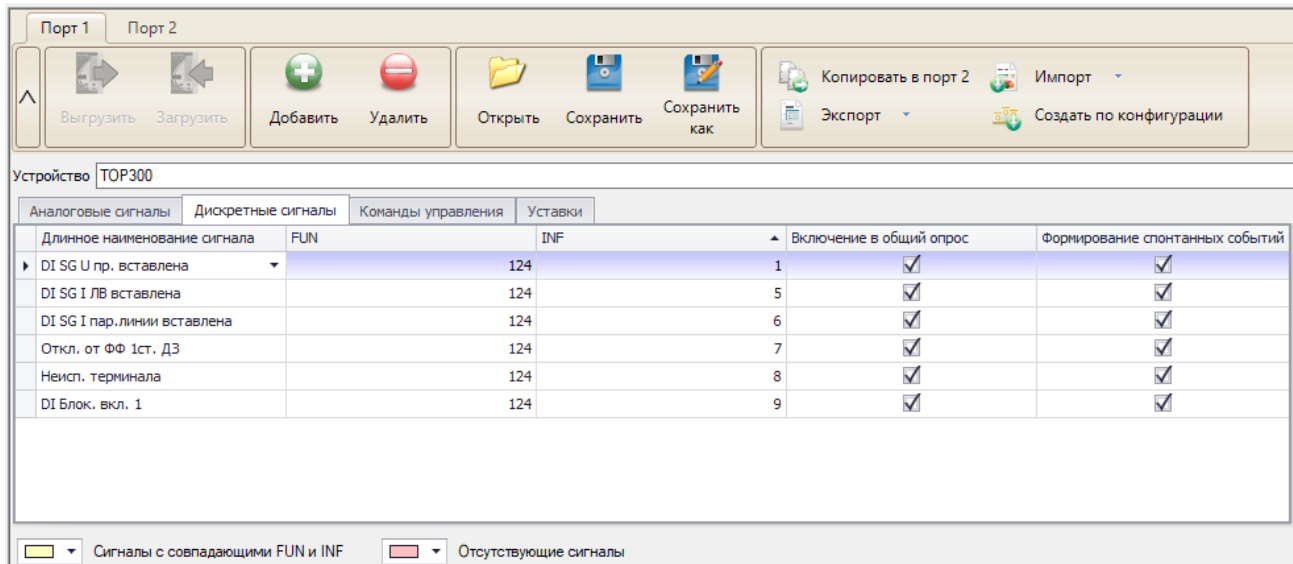 Порт 1 Порт 2
Выгрузить Загрузить Добавить Удалить Открыть Сохранить Сохранить как
Копировать в порт 2 Импорт
Экспорт Создать по конфигурации
Устройство ТОР300
Аналоговые сигналы Дискретные сигналы Команды управления Уставки
Длинное наименование сигнала FUN INF Включение в общий опрос Формирование спонтанных событий
DI SG U пр. вставлена 124 1
DI SG I ЛВ вставлена 124 5
DI SG I пар.линии вставлена 124 6
Откл. от ФФ 1ст. ДЗ 124 7
Неисп. терминала 124 8
DI Блок. вкл. 1 124 9
Сигналы с совпадающими FUN и INF Отсутствующие сигналы